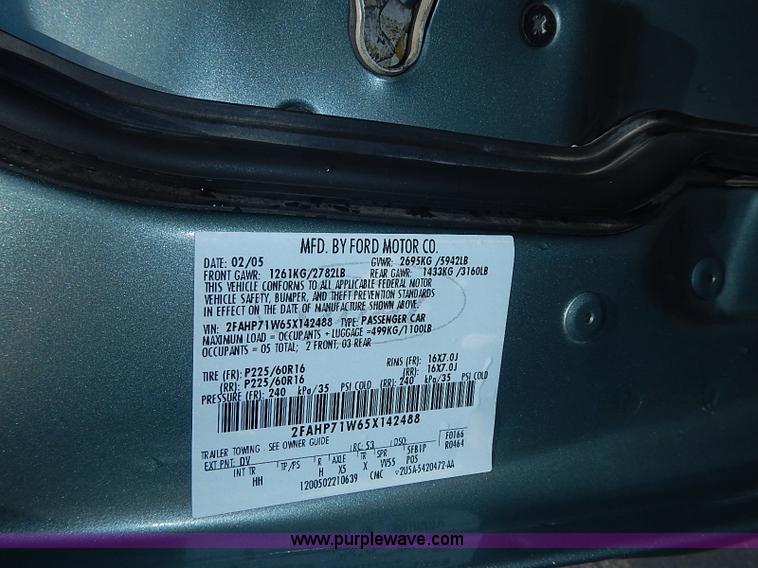 MFD. BY FORD MOTOR CO.
DATE: 02/05 GVWR: 2695KG /5942LB
FRONT GAWR: 1261KG/2782LB REAR GAWR: 1433KG /3160LB
THIS VEHICLE CONFORMS TO ALL APPLICABLE FEDERAL MOTOR
VEHICLE SAFETY, BUMPER, AND THEFT PREVENTION STANDARDS
IN EFFECT ON THE DATE OF MANUFACTURE SHOWN ABOVE.
VIN: 2FAHP71W65X142488 TYPE: PASSENGER CAR
MAXIMUM LOAD = OCCUPANTS + LUGGAGE =499KG/1100LB
OCCUPANTS = 05 TOTAL; 2 FRONT, 03 REAR
TIRE (FR): P225/60R16 RIMS (FR): 16X7.0J
(RR): P225/60R16 (RR): 16X7.0J
PRESSURE (FR): 240 kPa/35 PSI COLD (RR): 240 kPa/35 PSI COLD
2FAHP71W65X142488
TRAILER TOWING - SEE OWNER GUIDE RC: 53 DSO: F0166
EXT PNT: DV R0464
INT TR TP/PS R AXLE TR SPR 5FB1P
HH H X5 X VV55 POS
1200502210639 CMC 2U5A-5420472-AA
www.purplewave.com